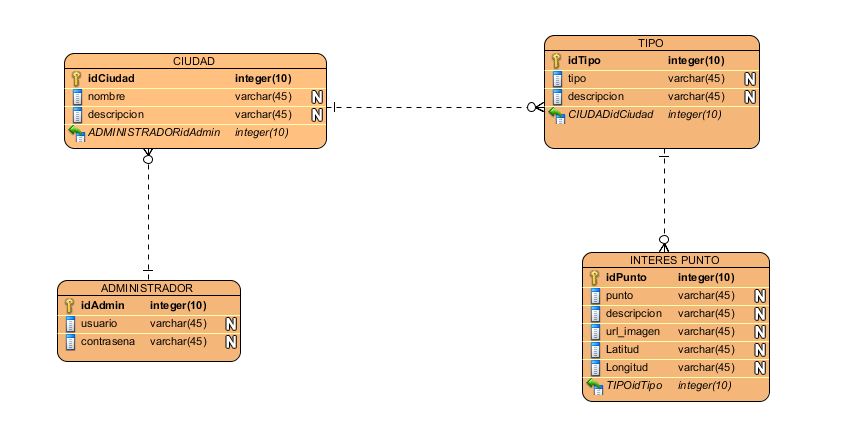 CIUDAD
idCiudad integer(10)
nombre varchar(45) N
descripcion varchar(45) N
ADMINISTRADORidAdmin integer(10)
TIPO
idTipo integer(10)
tipo varchar(45) N
descripcion varchar(45) N
CIUDADidCiudad integer(10)
ADMINISTRADOR
idAdmin integer(10)
usuario varchar(45) N
contrasena varchar(45) N
INTERES PUNTO
idPunto integer(10)
punto varchar(45) N
descripcion varchar(45) N
url_imagen varchar(45) N
Latitud varchar(45) N
Longitud varchar(45) N
TIPOidTipo integer(10)